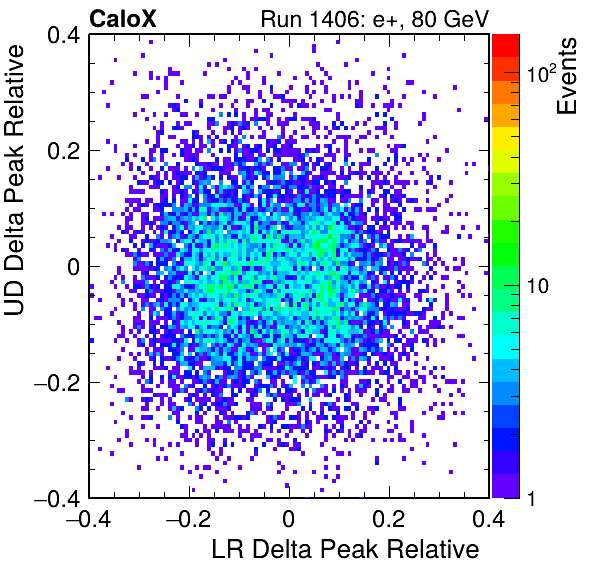 CaloX Run 1406: e+, 80 GeV
UD Delta Peak Relative
0.4
0.2
0
−0.2
−0.4
−0.4 −0.2 0 0.2 0.4
LR Delta Peak Relative
Events
10²
10
1